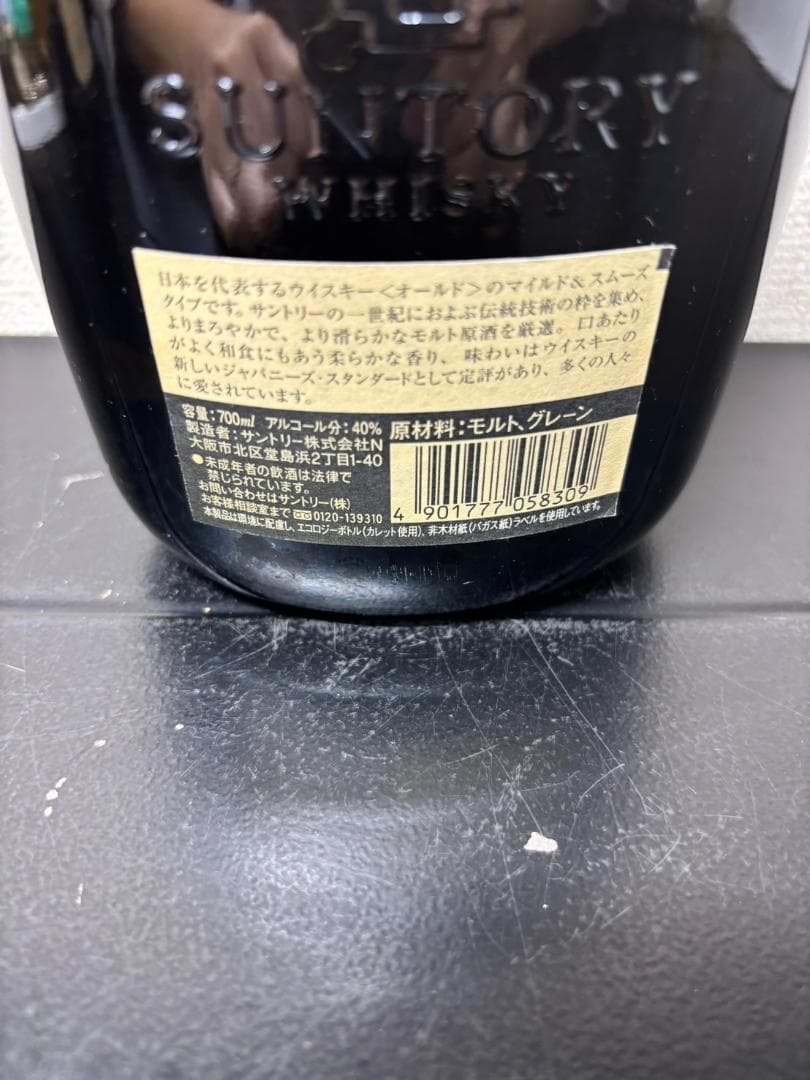 SUNTORY
WHISKY
日本を代表するウイスキー＜オールド＞のマイルド&スムーズ
タイプです。サントリーの一世紀におよぶ伝統技術の粋を集め、
よりまろやかで、より滑らかなモルト原酒を厳選。口あたり
がよく和食にもあう柔らかな香り、味わいはウイスキーの
新しいジャパニーズ・スタンダードとして定評があり、多くの人々
に愛されています。
容量:700ml アルコール分:40%
製造者:サントリー株式会社N
大阪市北区堂島浜2丁目1-40
●未成年者の飲酒は法律で
禁じられています。
お問い合わせはサントリー(株)
お客様相談室まで 0120-139310
原材料:モルト、グレーン
4 901777 058309
本製品は環境に配慮し、エコロジーボトル(カレット使用)、非木材紙(バガス紙)ラベルを使用しています。